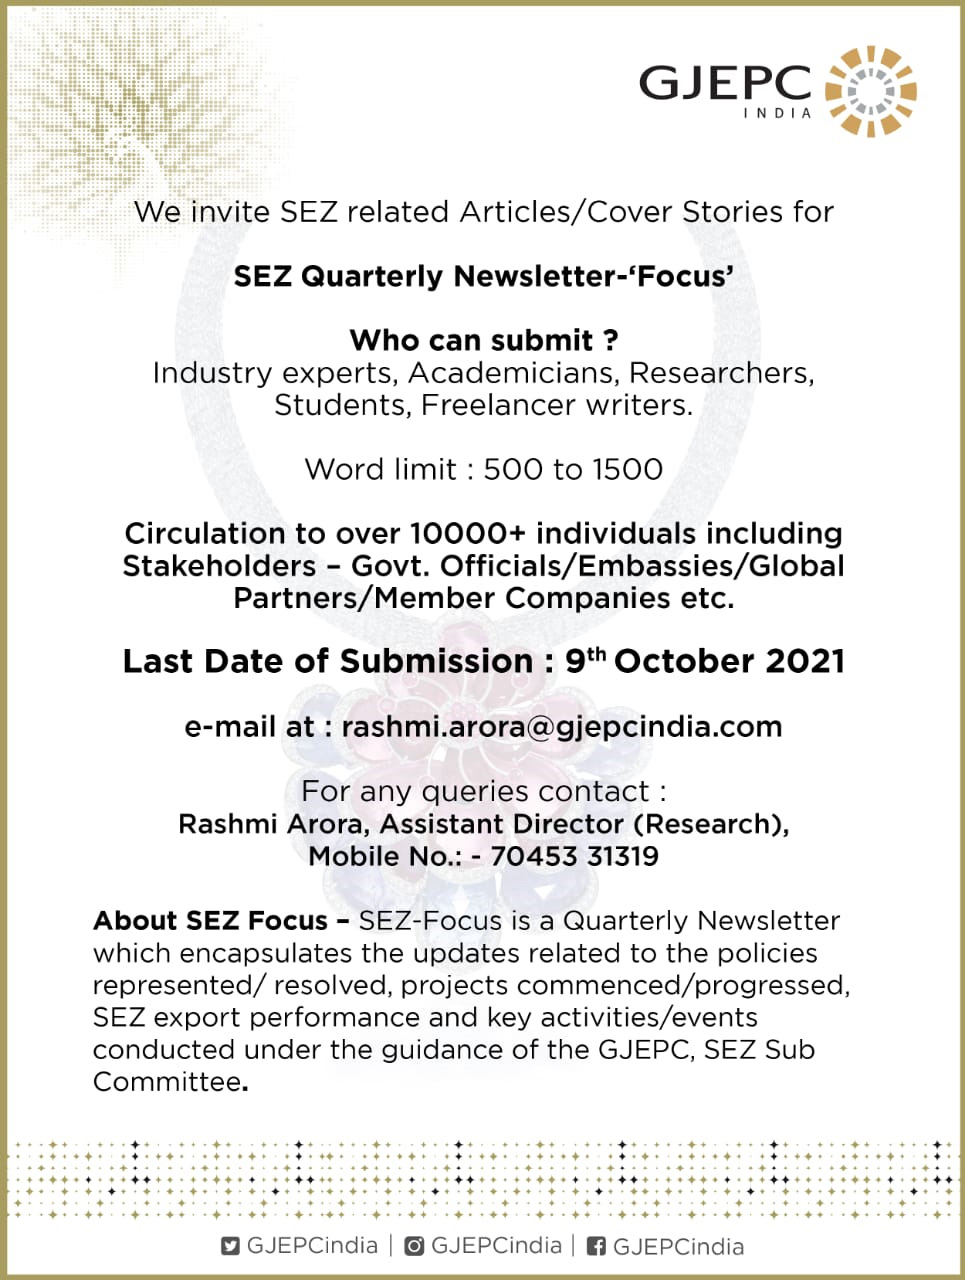 GJEPC
INDIA
We invite SEZ related Articles/Cover Stories for
SEZ Quarterly Newsletter-‘Focus’
Who can submit ?
Industry experts, Academicians, Researchers,
Students, Freelancer writers.
Word limit : 500 to 1500
Circulation to over 10000+ individuals including
Stakeholders – Govt. Officials/Embassies/Global
Partners/Member Companies etc.
Last Date of Submission : 9th October 2021
e-mail at : rashmi.arora@gjepcindia.com
For any queries contact :
Rashmi Arora, Assistant Director (Research),
Mobile No.: - 70453 31319
About SEZ Focus – SEZ-Focus is a Quarterly Newsletter
which encapsulates the updates related to the policies
represented/ resolved, projects commenced/progressed,
SEZ export performance and key activities/events
conducted under the guidance of the GJEPC, SEZ Sub
Committee.
GJEPCindia | GJEPCindia | GJEPCindia